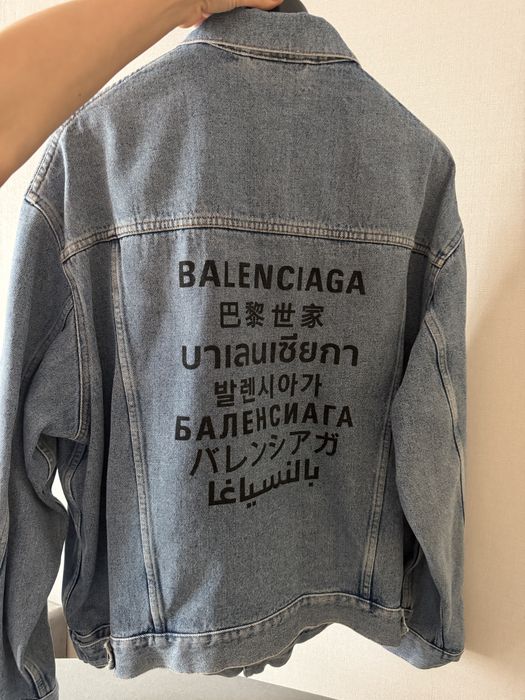 BALENCIAGA
巴黎世家
บาเลนเซียกา
발렌시아가
БАЛЕНСИАГА
バレンシアガ
بالنسياغا